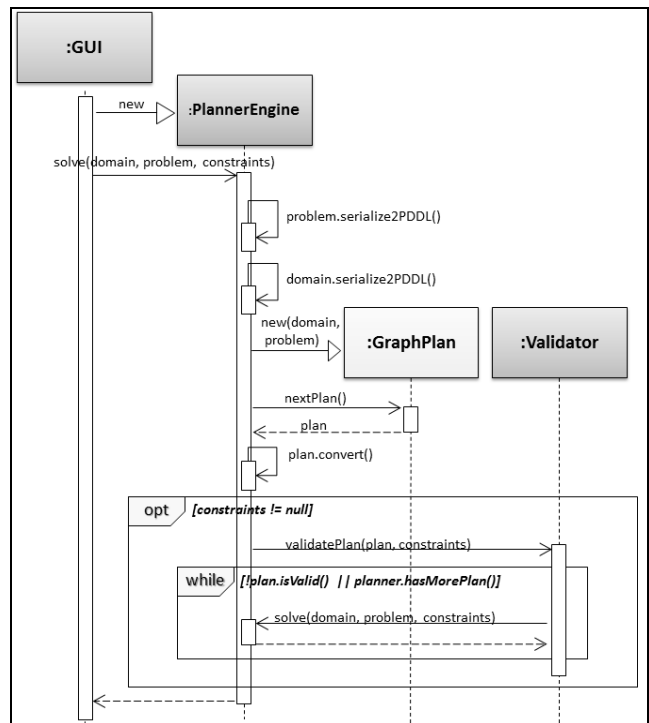 :GUI
new
:PlannerEngine
solve(domain, problem, constraints)
problem.serialize2PDDL()
domain.serialize2PDDL()
new(domain,
problem)
:GraphPlan
:Validator
nextPlan()
plan
plan.convert()
opt [constraints != null]
validatePlan(plan, constraints)
while [!plan.isValid() || planner.hasMorePlan()]
solve(domain, problem, constraints)